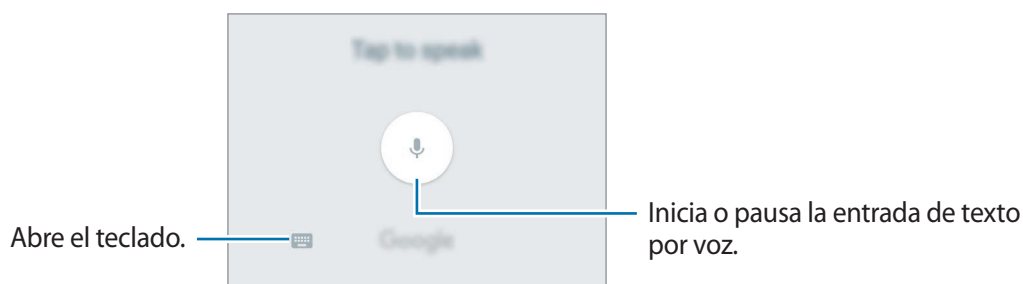 Tap to speak
Google
Abre el teclado.
Inicia o pausa la entrada de texto
por voz.